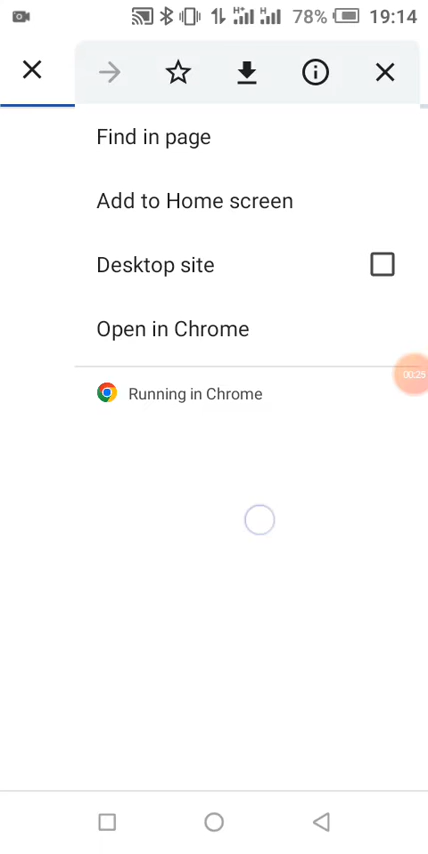 78% 19:14
Find in page
Add to Home screen
Desktop site
Open in Chrome
00:25
Running in Chrome